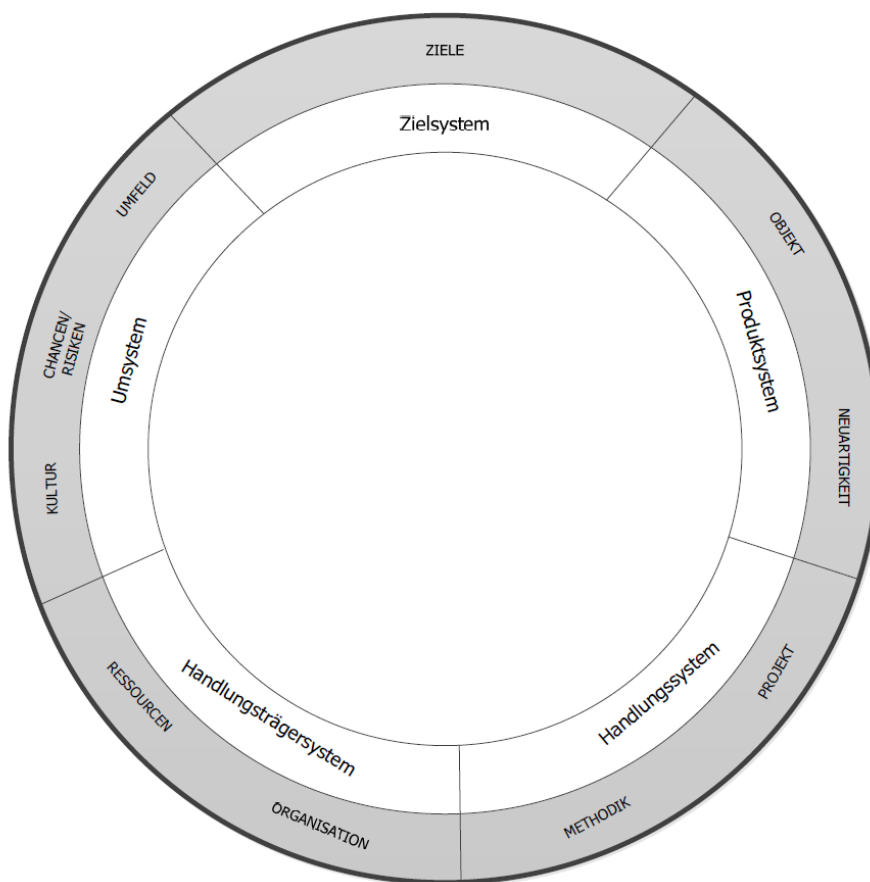 ZIELE
Zielsystem
OBJEKT
Produktsystem
NEUARTIGKEIT
PROJEKT
Handlungssystem
METHODIK
ORGANISATION
Handlungsträgersystem
RESSOURCEN
KULTUR
CHANCEN/
RISIKEN
Umsystem
UMFELD